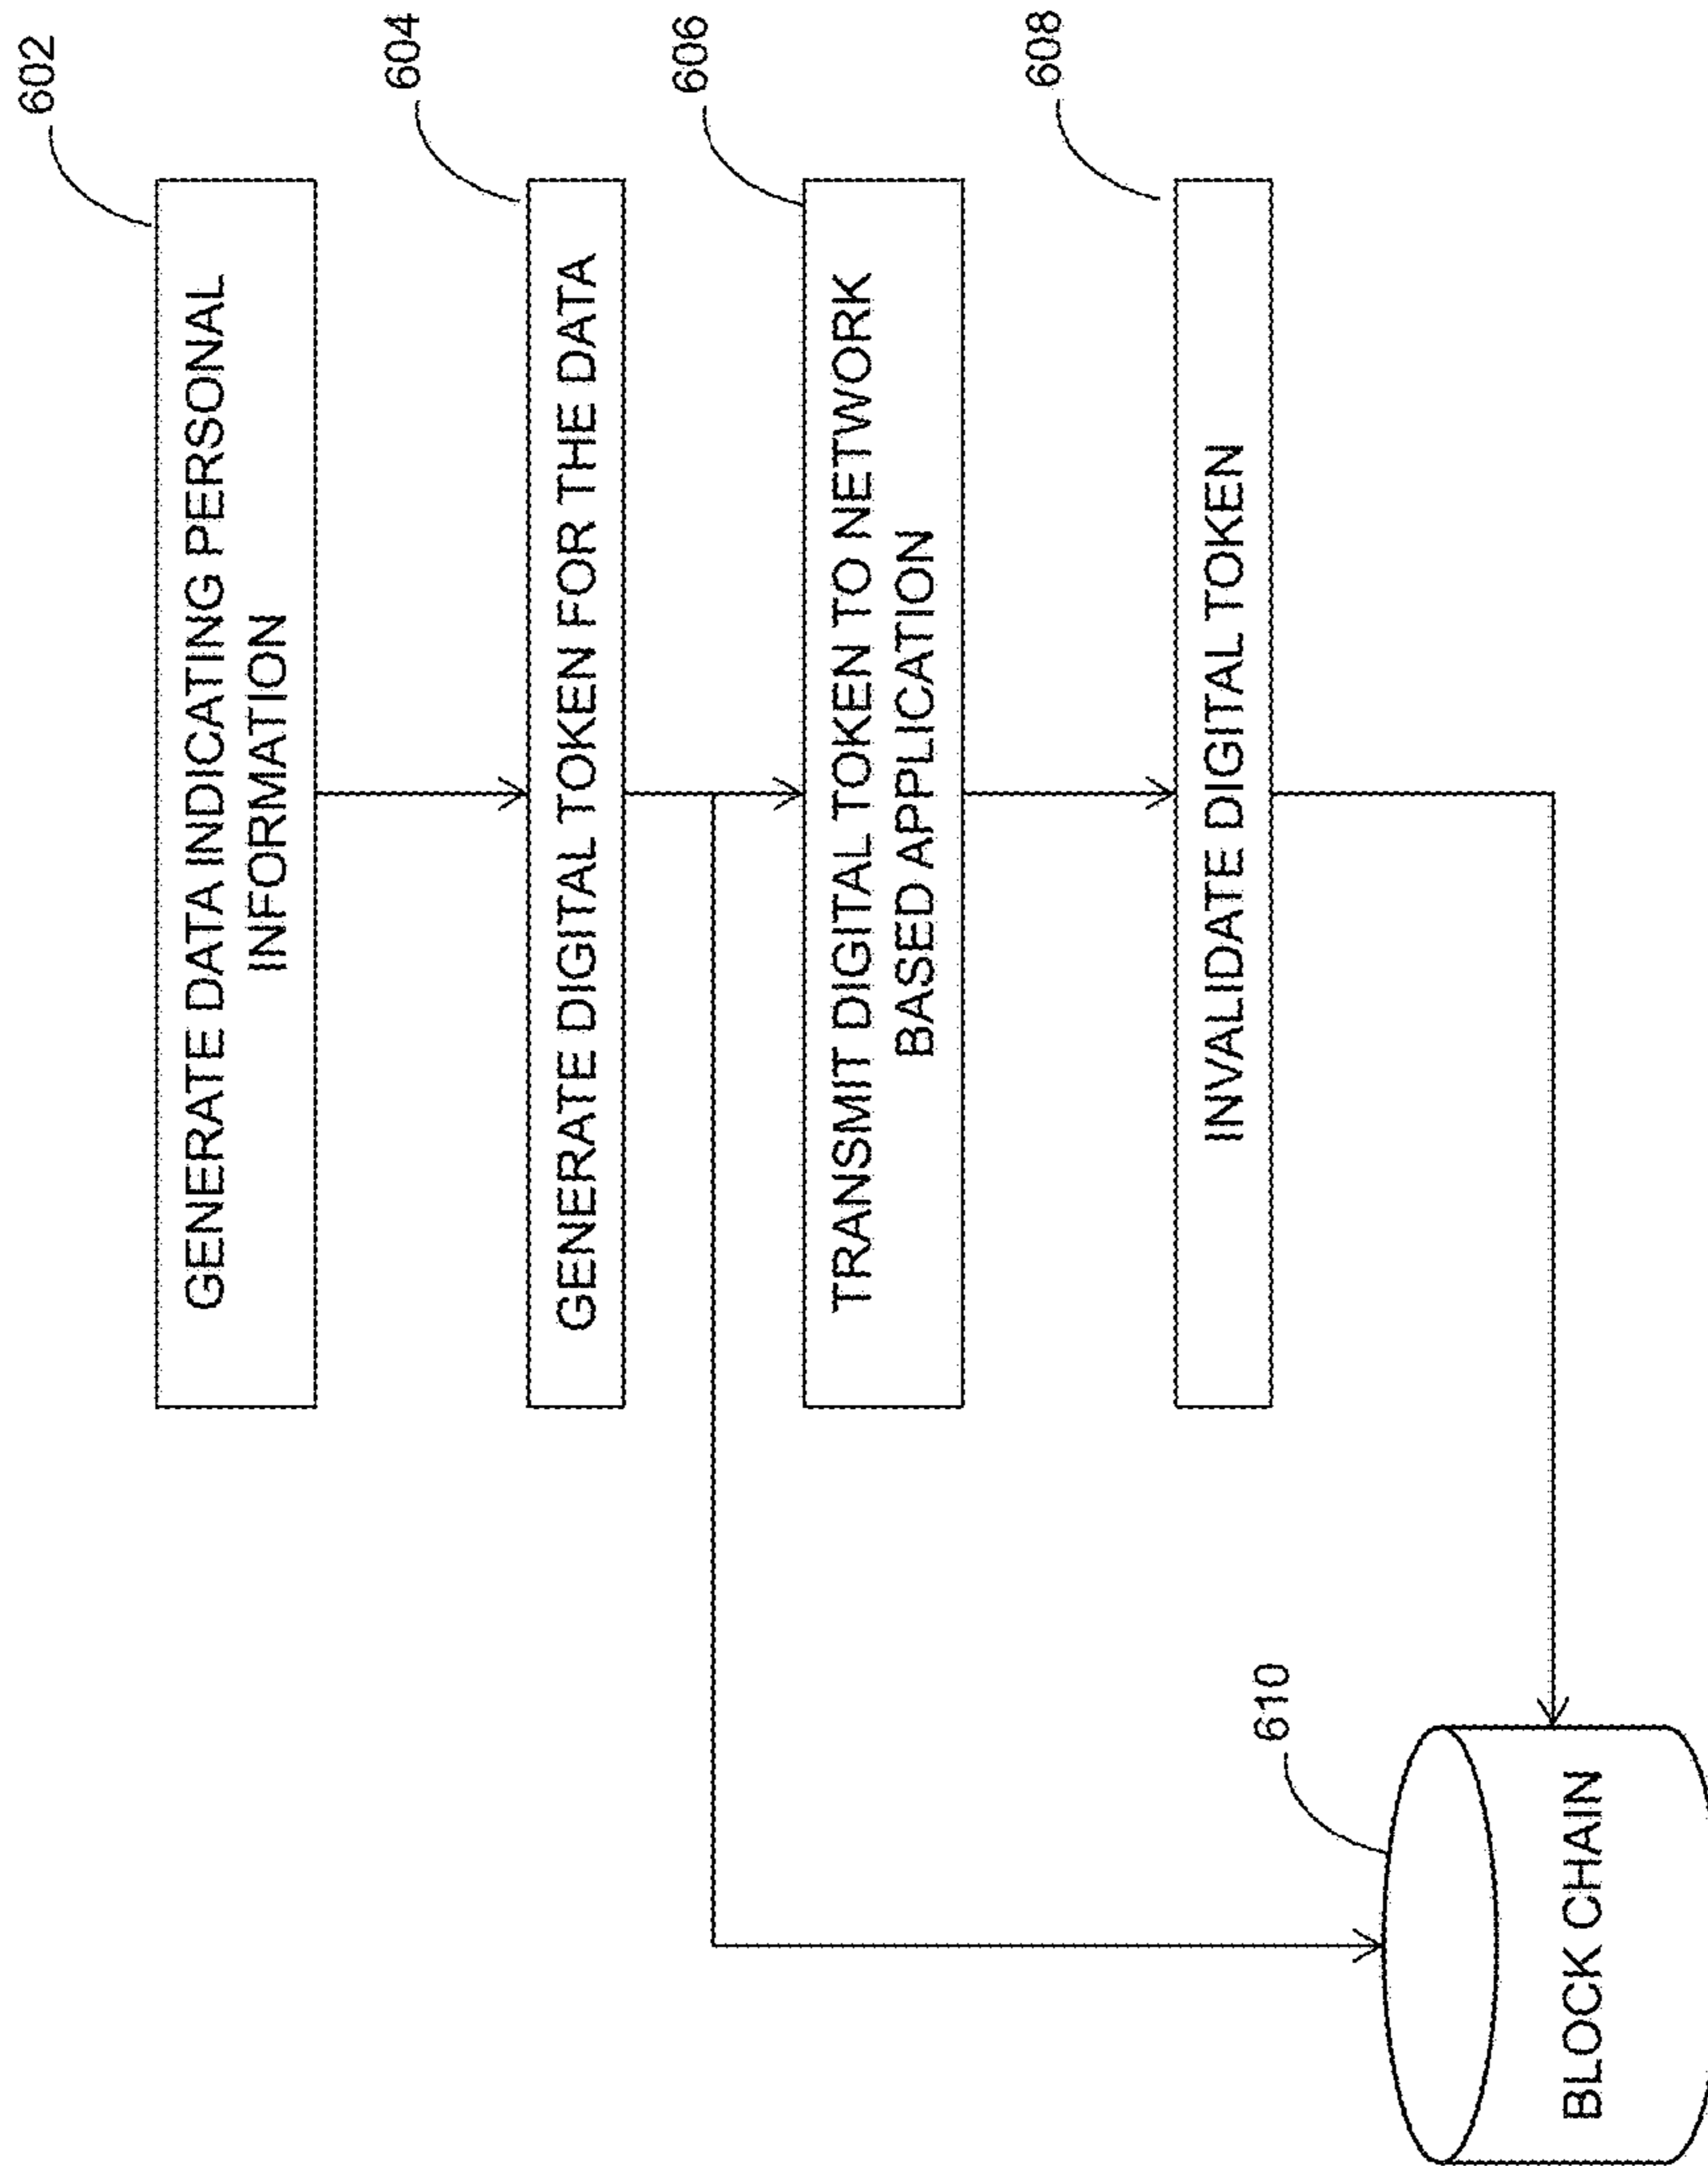 602
GENERATE DATA INDICATING PERSONAL
INFORMATION
604
GENERATE DIGITAL TOKEN FOR THE DATA
606
TRANSMIT DIGITAL TOKEN TO NETWORK
BASED APPLICATION
608
INVALIDATE DIGITAL TOKEN
610
BLOCK CHAIN